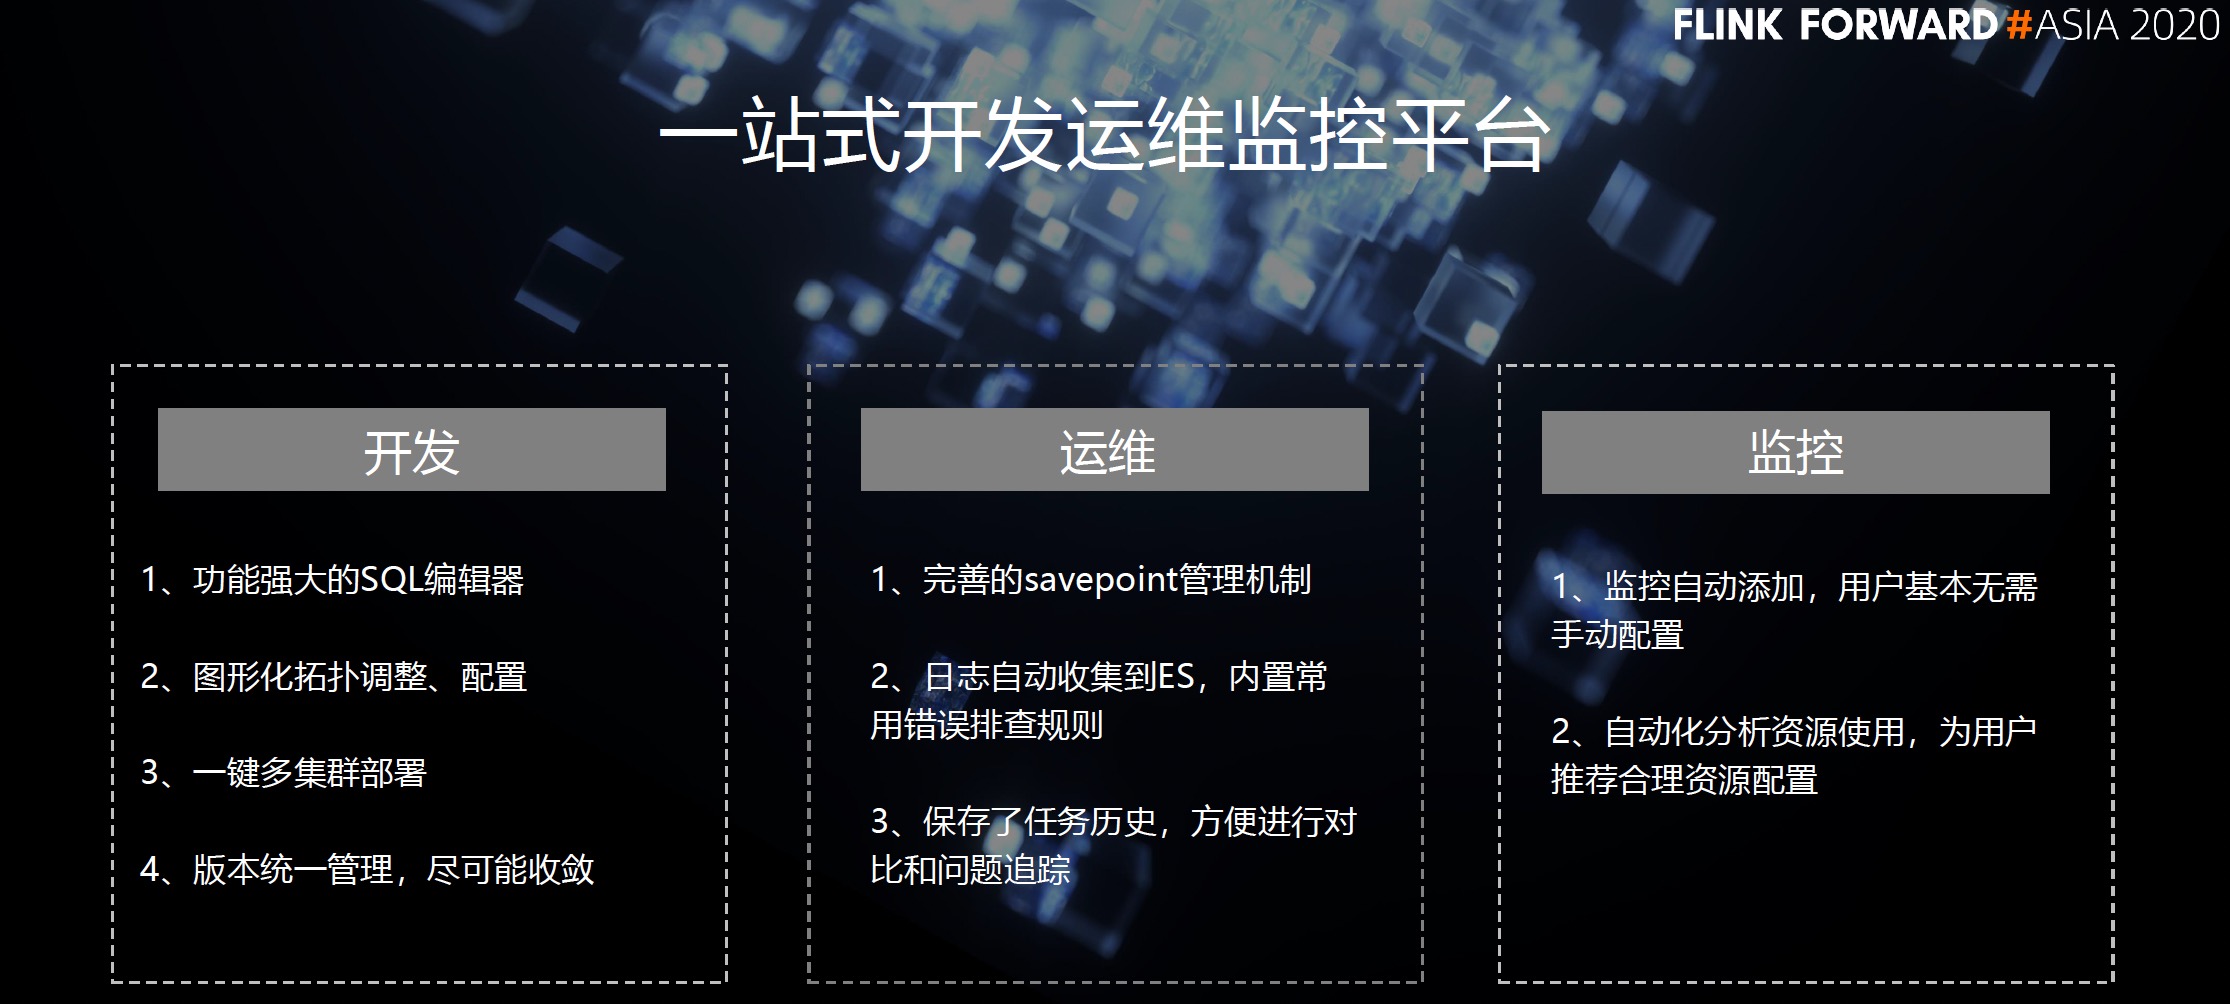 FLINK FORWARD #ASIA 2020
一站式开发运维监控平台
开发
1、功能强大的SQL编辑器
2、图形化拓扑调整、配置
3、一键多集群部署
4、版本统一管理，尽可能收敛
运维
1、完善的savepoint管理机制
2、日志自动收集到ES，内置常
用错误排查规则
3、保存了任务历史，方便进行对
比和问题追踪
监控
1、监控自动添加，用户基本无需
手动配置
2、自动化分析资源使用，为用户
推荐合理资源配置